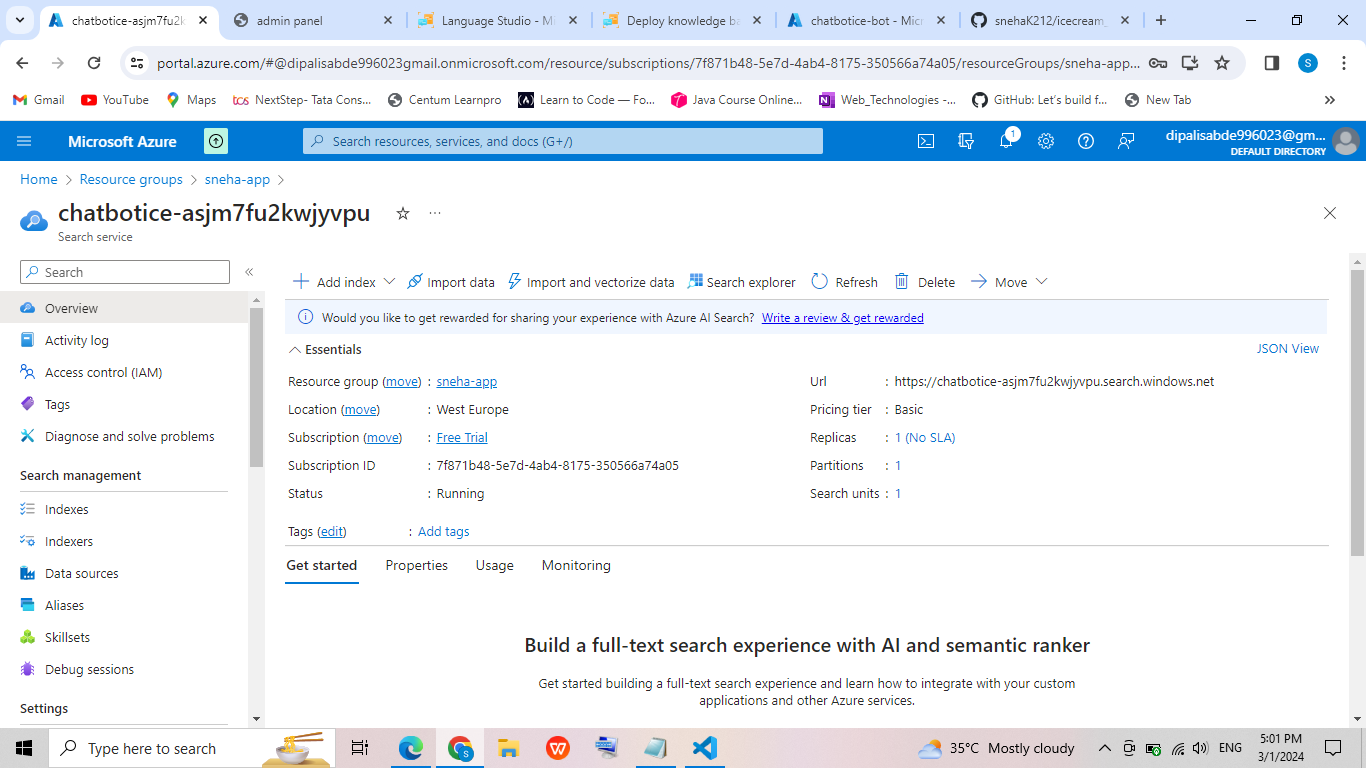 chatbotice-asjm7fu2k
admin panel
Language Studio - Mi
Deploy knowledge ba
chatbotice-bot - Micr
snehaK212/icecream_
portal.azure.com/#@dipalisabde996023gmail.onmicrosoft.com/resource/subscriptions/7f871b48-5e7d-4ab4-8175-350566a74a05/resourceGroups/sneha-app...
S
Gmail
YouTube
Maps
tcs NextStep- Tata Cons...
Centum Learnpro
Learn to Code — Fo...
Java Course Online...
Web_Technologies -...
GitHub: Let's build f...
New Tab
»
Microsoft Azure
Search resources, services, and docs (G+/)
1
dipalisabde996023@gm...
DEFAULT DIRECTORY
Home > Resource groups > sneha-app >
chatbotice-asjm7fu2kwjyvpu
Search service
Search
«
Overview
Activity log
Access control (IAM)
Tags
Diagnose and solve problems
Search management
Indexes
Indexers
Data sources
Aliases
Skillsets
Debug sessions
Settings
Add index
Import data
Import and vectorize data
Search explorer
Refresh
Delete
Move
Would you like to get rewarded for sharing your experience with Azure AI Search? Write a review & get rewarded
Essentials
JSON View
Resource group (move) : sneha-app
Location (move) : West Europe
Subscription (move) : Free Trial
Subscription ID : 7f871b48-5e7d-4ab4-8175-350566a74a05
Status : Running
Url : https://chatbotice-asjm7fu2kwjyvpu.search.windows.net
Pricing tier : Basic
Replicas : 1 (No SLA)
Partitions : 1
Search units : 1
Tags (edit) : Add tags
Get started
Properties
Usage
Monitoring
Build a full-text search experience with AI and semantic ranker
Get started building a full-text search experience and learn how to integrate with your custom
applications and other Azure services.
Type here to search
35°C Mostly cloudy
ENG
5:01 PM
3/1/2024